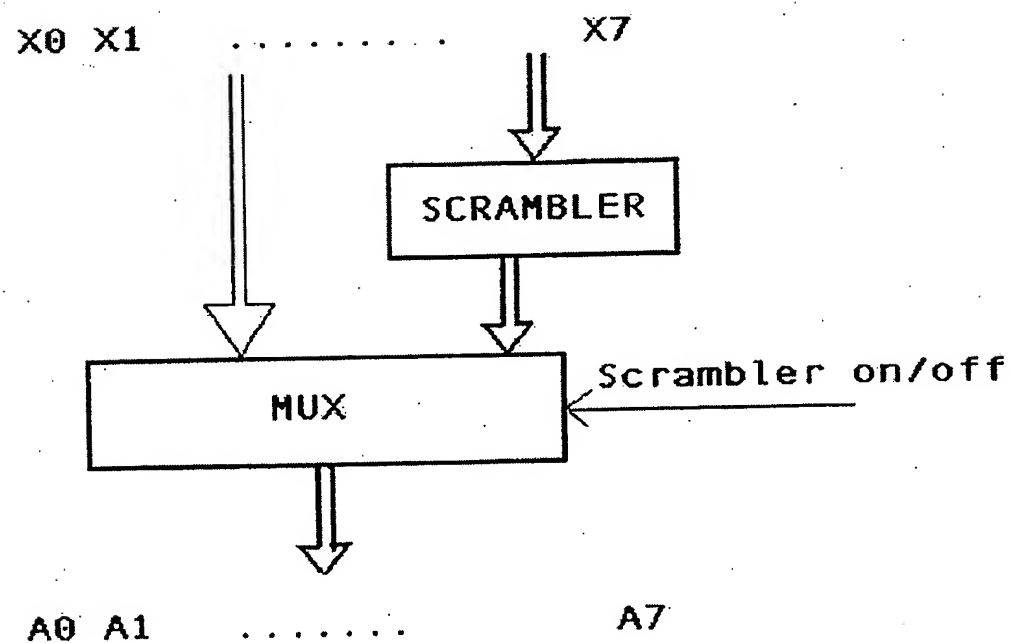 X0 X1 ......... X7
SCRAMBLER
Scrambler on/off
MUX
A0 A1 ....... A7